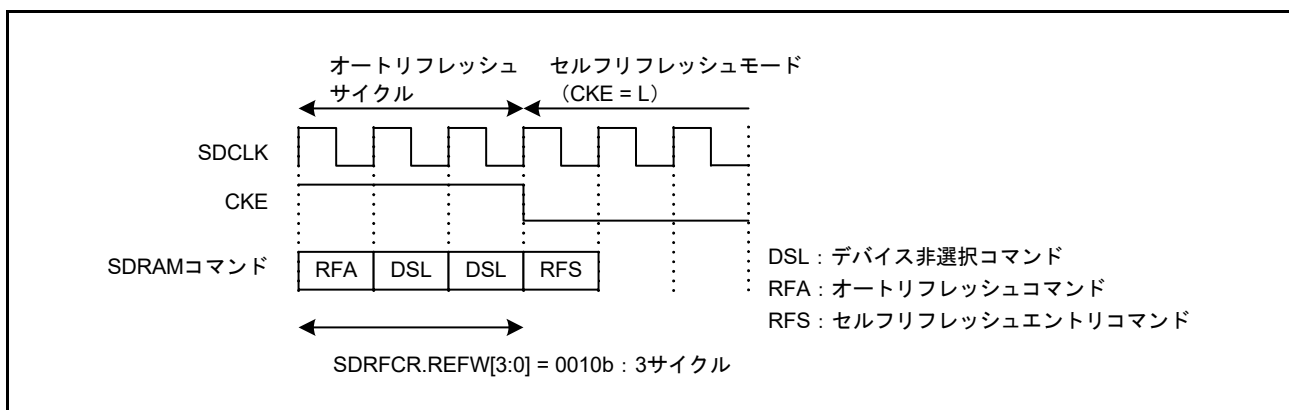 オートリフレッシュ
サイクル
セルフリフレッシュモード
（CKE = L）
SDCLK
CKE
SDRAMコマンド
RFA DSL DSL RFS
DSL：デバイス非選択コマンド
RFA：オートリフレッシュコマンド
RFS：セルフリフレッシュエントリコマンド
SDRFCR.REFW[3:0] = 0010b：3サイクル